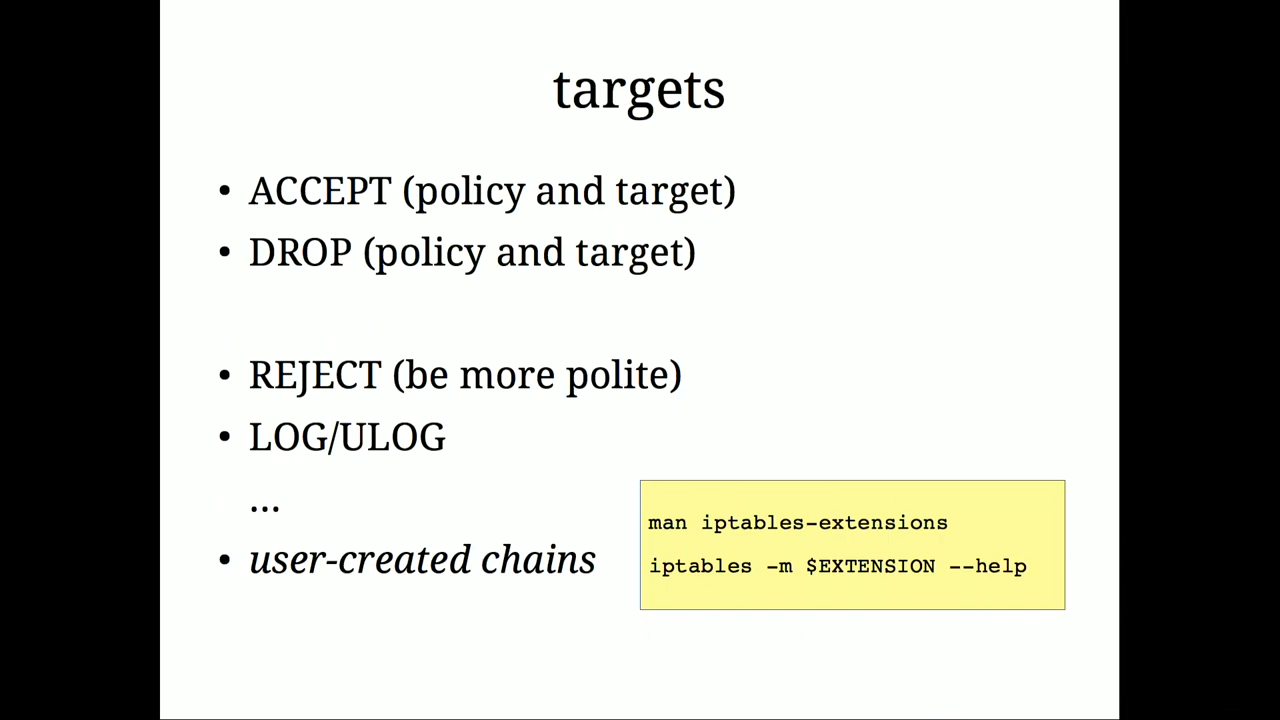 targets
• ACCEPT (policy and target)
• DROP (policy and target)
• REJECT (be more polite)
• LOG/ULOG
...
• user-created chains
man iptables-extensions
iptables -m $EXTENSION --help